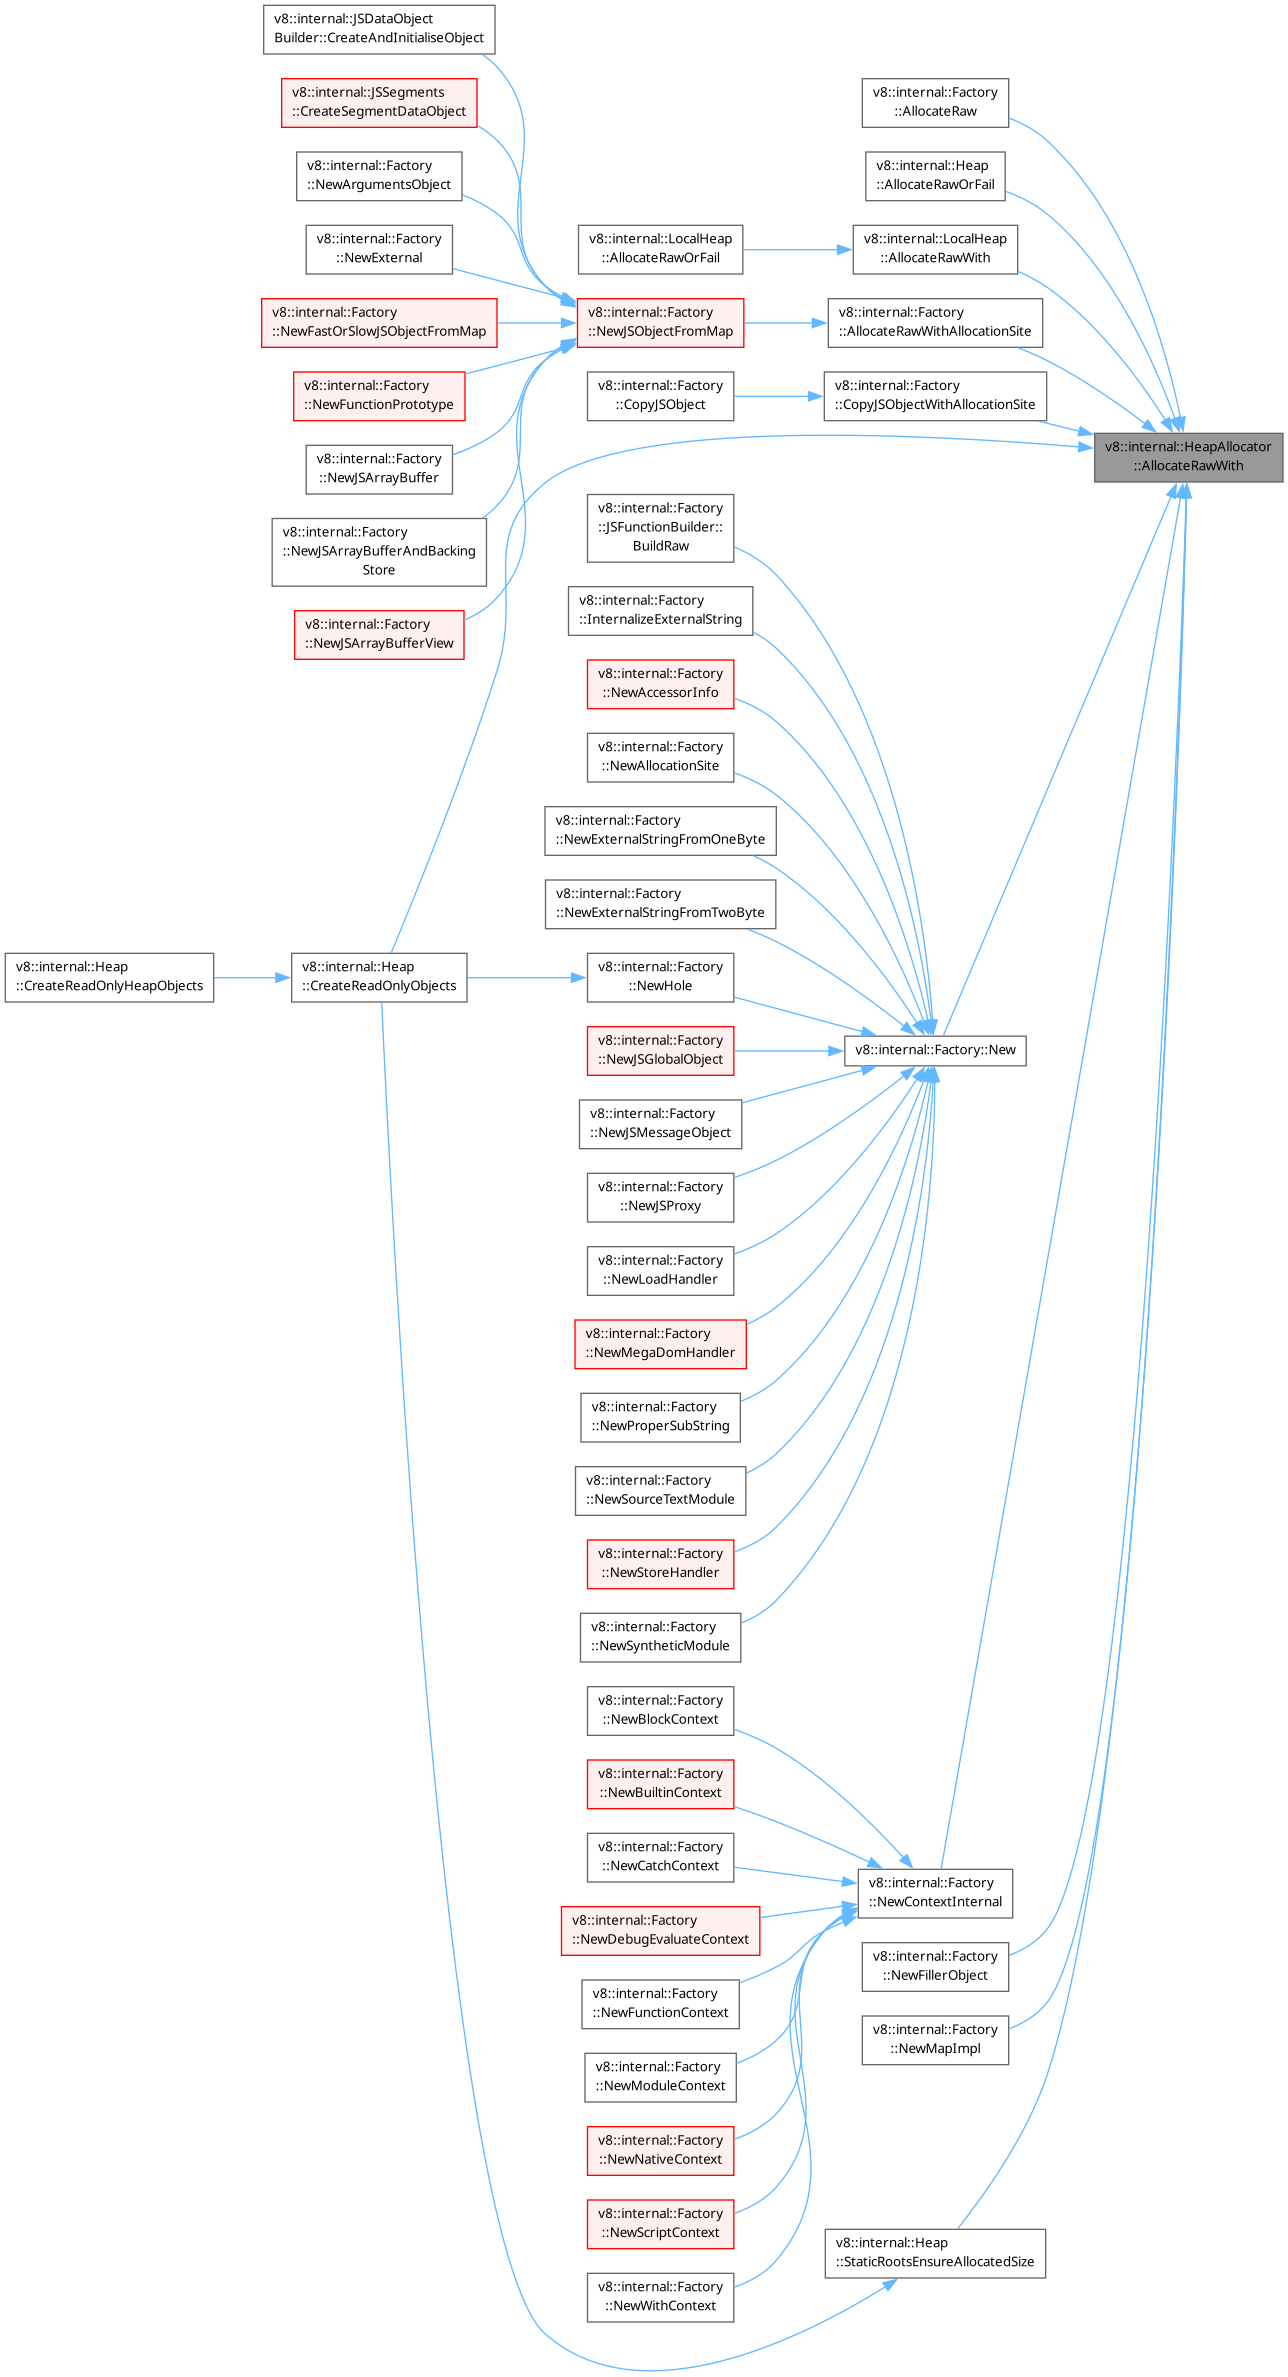 v8::internal::JSDataObject
Builder::CreateAndInitialiseObject
v8::internal::JSSegments
::CreateSegmentDataObject
v8::internal::Factory
::NewArgumentsObject
v8::internal::Factory
::NewExternal
v8::internal::Factory
::NewFastOrSlowJSObjectFromMap
v8::internal::Factory
::NewFunctionPrototype
v8::internal::Factory
::NewJSArrayBuffer
v8::internal::Factory
::NewJSArrayBufferAndBacking
Store
v8::internal::Factory
::NewJSArrayBufferView
v8::internal::Heap
::CreateReadOnlyHeapObjects
v8::internal::Heap
::CreateReadOnlyObjects
v8::internal::LocalHeap
::AllocateRawOrFail
v8::internal::Factory
::NewJSObjectFromMap
v8::internal::Factory
::CopyJSObject
v8::internal::Factory
::JSFunctionBuilder::
BuildRaw
v8::internal::Factory
::InternalizeExternalString
v8::internal::Factory
::NewAccessorInfo
v8::internal::Factory
::NewAllocationSite
v8::internal::Factory
::NewExternalStringFromOneByte
v8::internal::Factory
::NewExternalStringFromTwoByte
v8::internal::Factory
::NewHole
v8::internal::Factory
::NewJSGlobalObject
v8::internal::Factory
::NewJSMessageObject
v8::internal::Factory
::NewJSProxy
v8::internal::Factory
::NewLoadHandler
v8::internal::Factory
::NewMegaDomHandler
v8::internal::Factory
::NewProperSubString
v8::internal::Factory
::NewSourceTextModule
v8::internal::Factory
::NewStoreHandler
v8::internal::Factory
::NewSyntheticModule
v8::internal::Factory
::NewBlockContext
v8::internal::Factory
::NewBuiltinContext
v8::internal::Factory
::NewCatchContext
v8::internal::Factory
::NewDebugEvaluateContext
v8::internal::Factory
::NewFunctionContext
v8::internal::Factory
::NewModuleContext
v8::internal::Factory
::NewNativeContext
v8::internal::Factory
::NewScriptContext
v8::internal::Factory
::NewWithContext
v8::internal::Factory
::AllocateRaw
v8::internal::Heap
::AllocateRawOrFail
v8::internal::LocalHeap
::AllocateRawWith
v8::internal::Factory
::AllocateRawWithAllocationSite
v8::internal::Factory
::CopyJSObjectWithAllocationSite
v8::internal::Factory::New
v8::internal::Factory
::NewContextInternal
v8::internal::Factory
::NewFillerObject
v8::internal::Factory
::NewMapImpl
v8::internal::Heap
::StaticRootsEnsureAllocatedSize
v8::internal::HeapAllocator
::AllocateRawWith